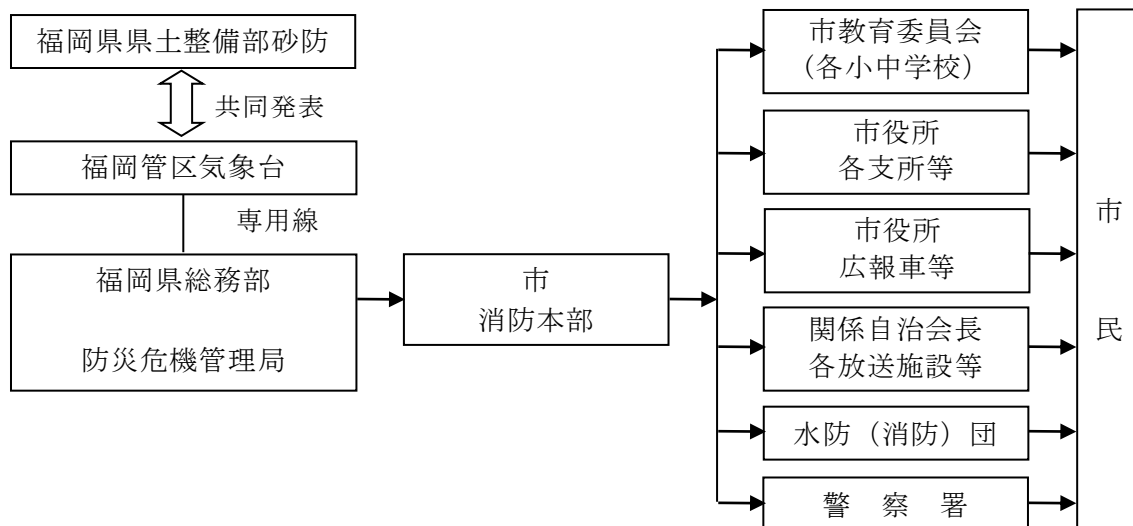 福岡県県土整備部砂防
共同発表
福岡管区気象台
専用線
福岡県総務部
防災危機管理局
市
消防本部
市教育委員会
（各小中学校）
市役所
各支所等
市役所
広報車等
関係自治会長
各放送施設等
水防（消防）団
警　察　署
市
民